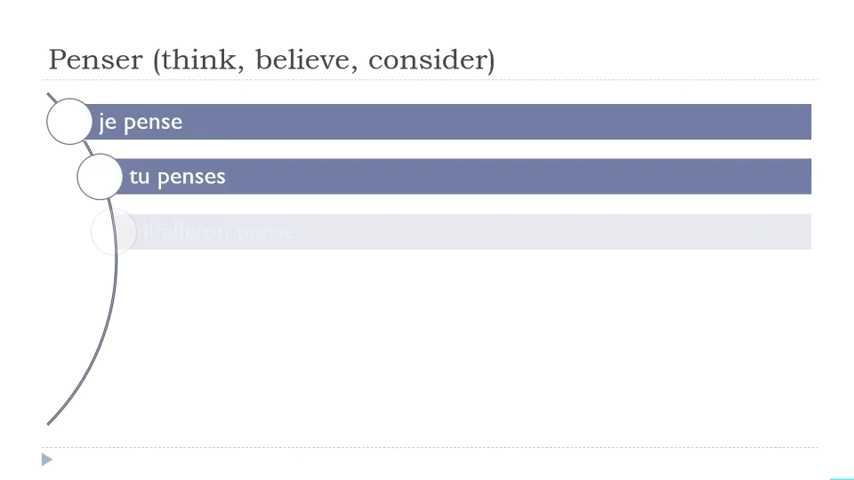 Penser (think, believe, consider)
je pense
tu penses
il/elle/on pense